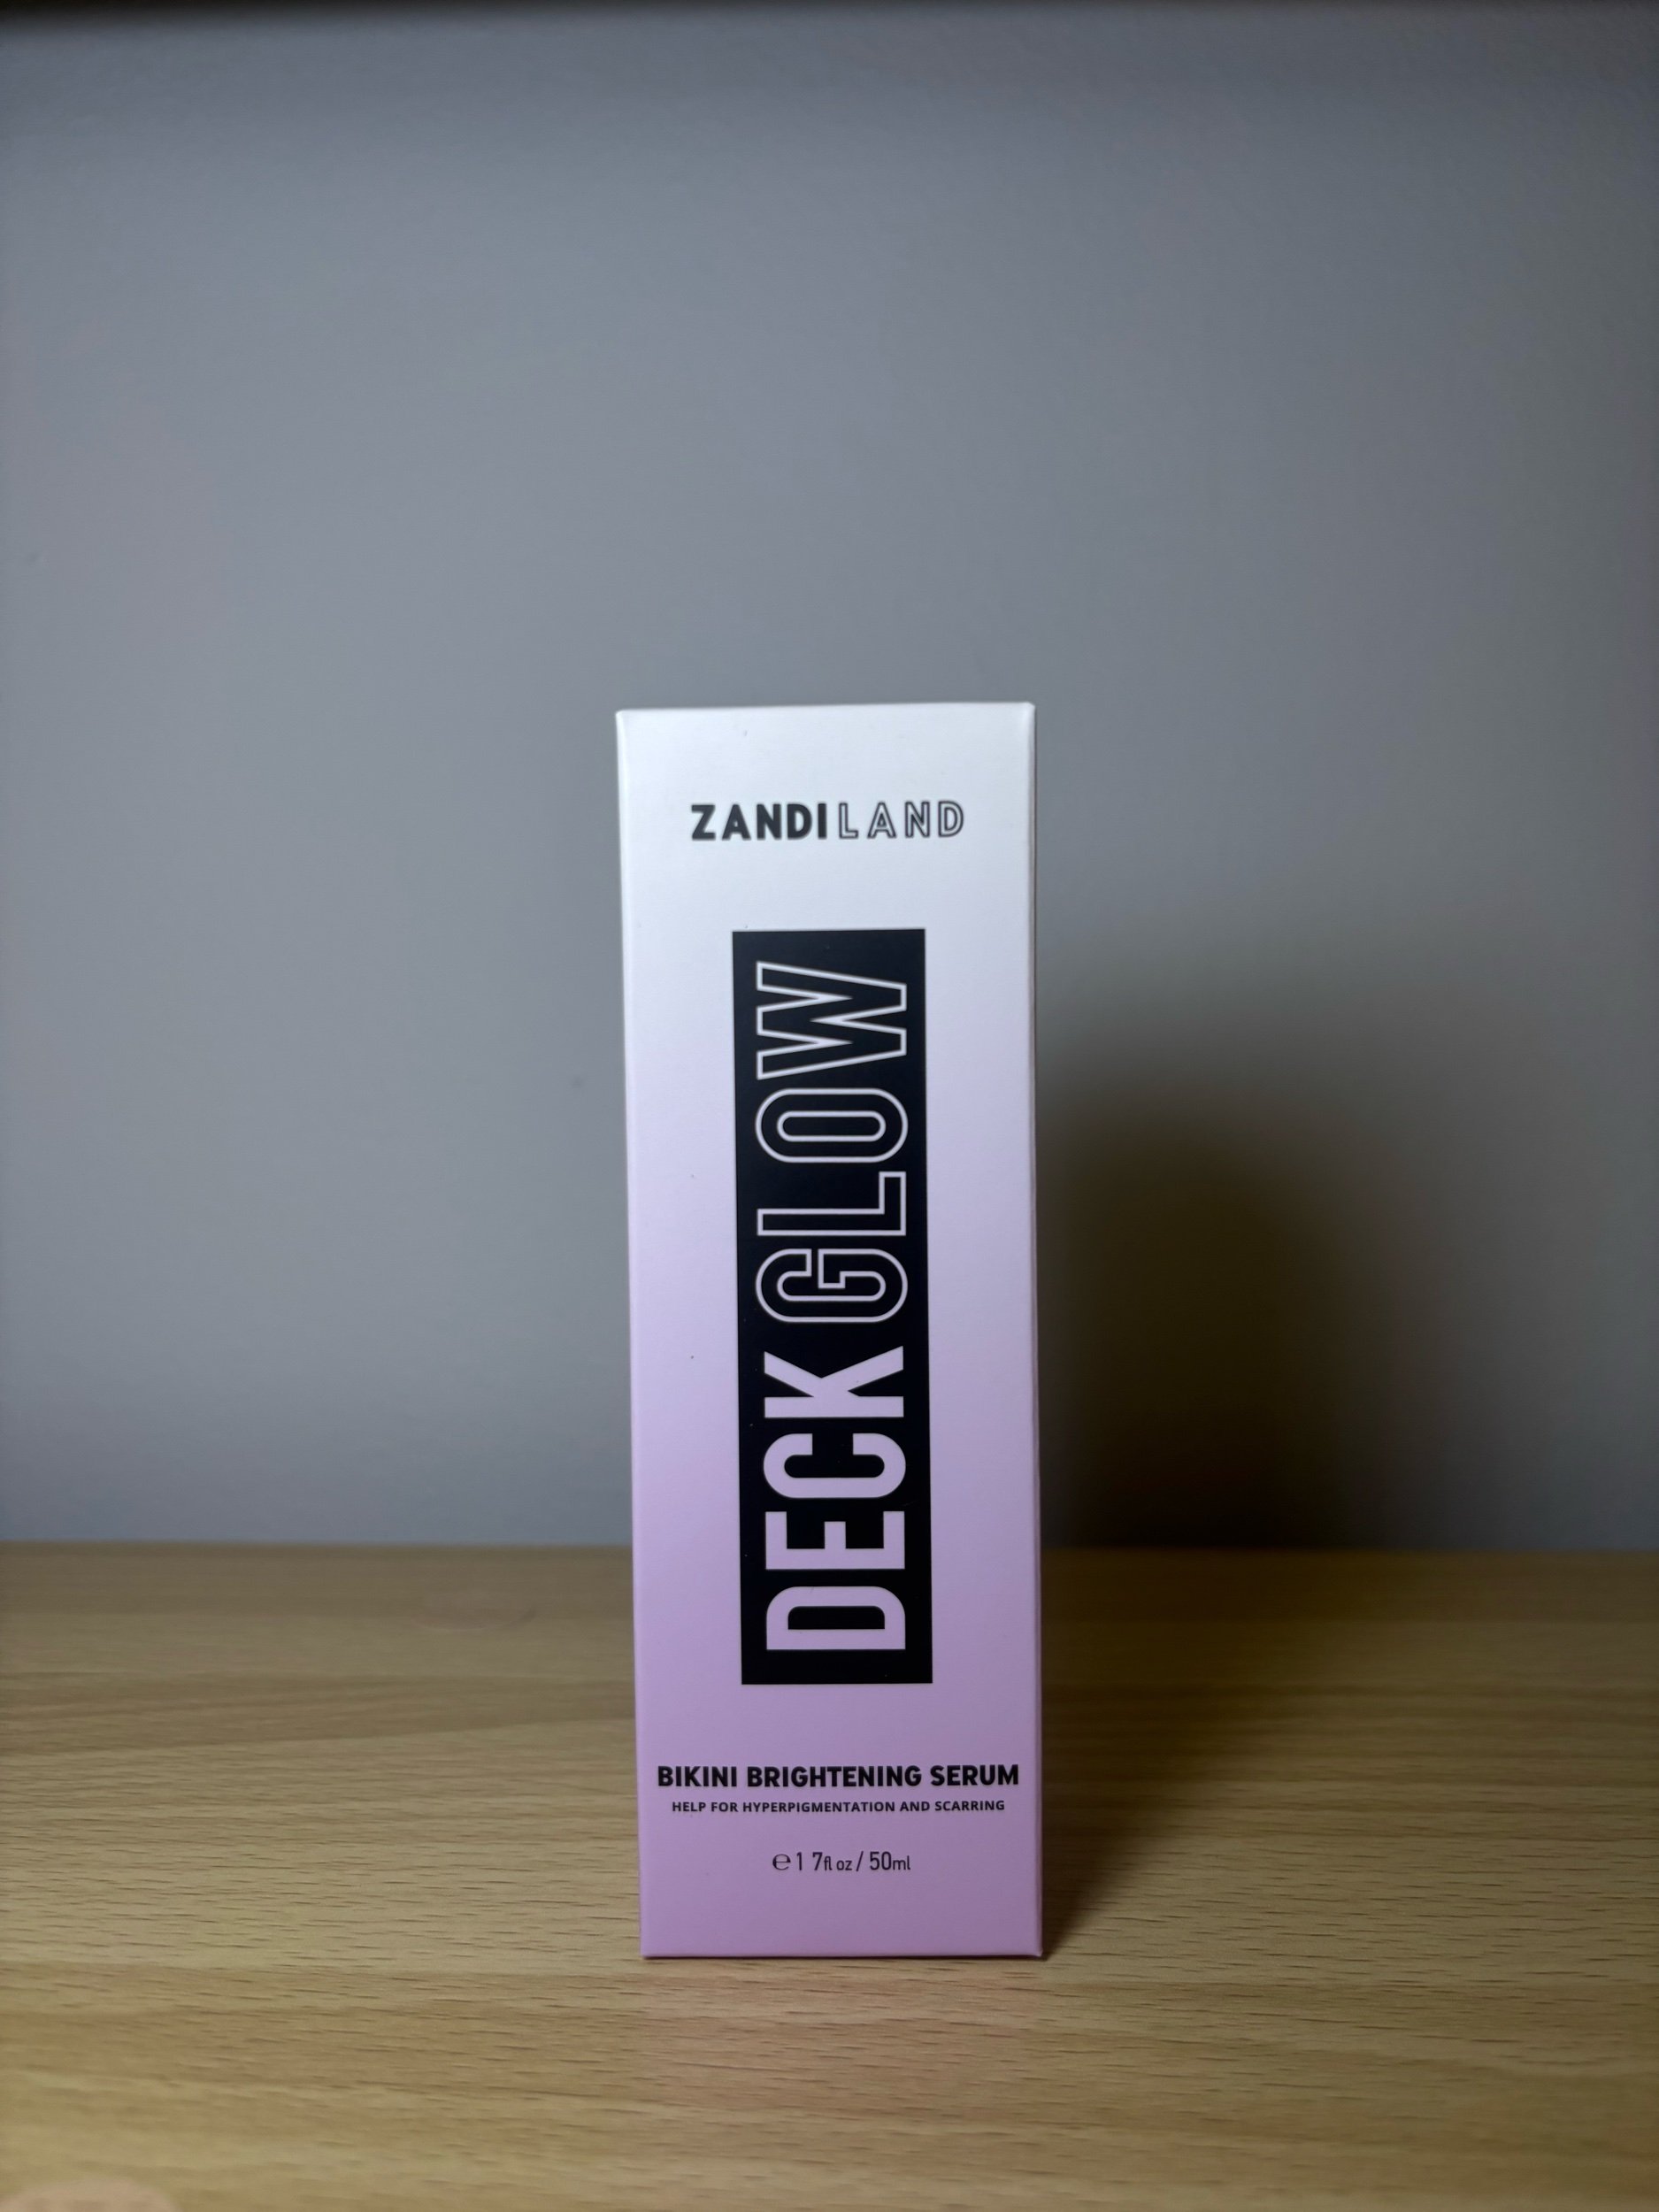 ZANDILAND
DECK GLOW
BIKINI BRIGHTENING SERUM
HELP FOR HYPERPIGMENTATION AND SCARRING
℮1 7fl oz / 50ml